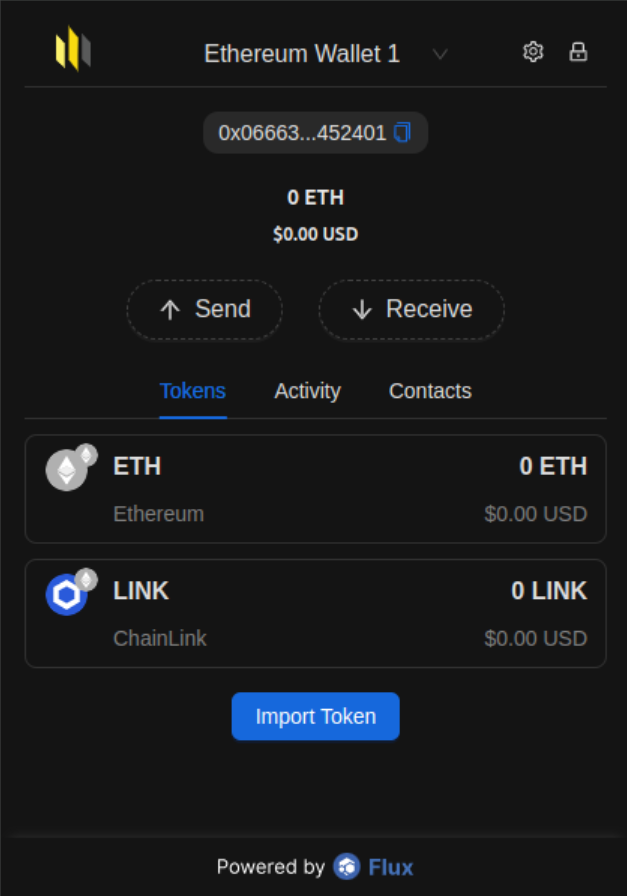 Ethereum Wallet 1
0x06663...452401
0 ETH
$0.00 USD
Send Receive
Tokens Activity Contacts
ETH 0 ETH
Ethereum $0.00 USD
LINK 0 LINK
ChainLink $0.00 USD
Import Token
Powered by Flux